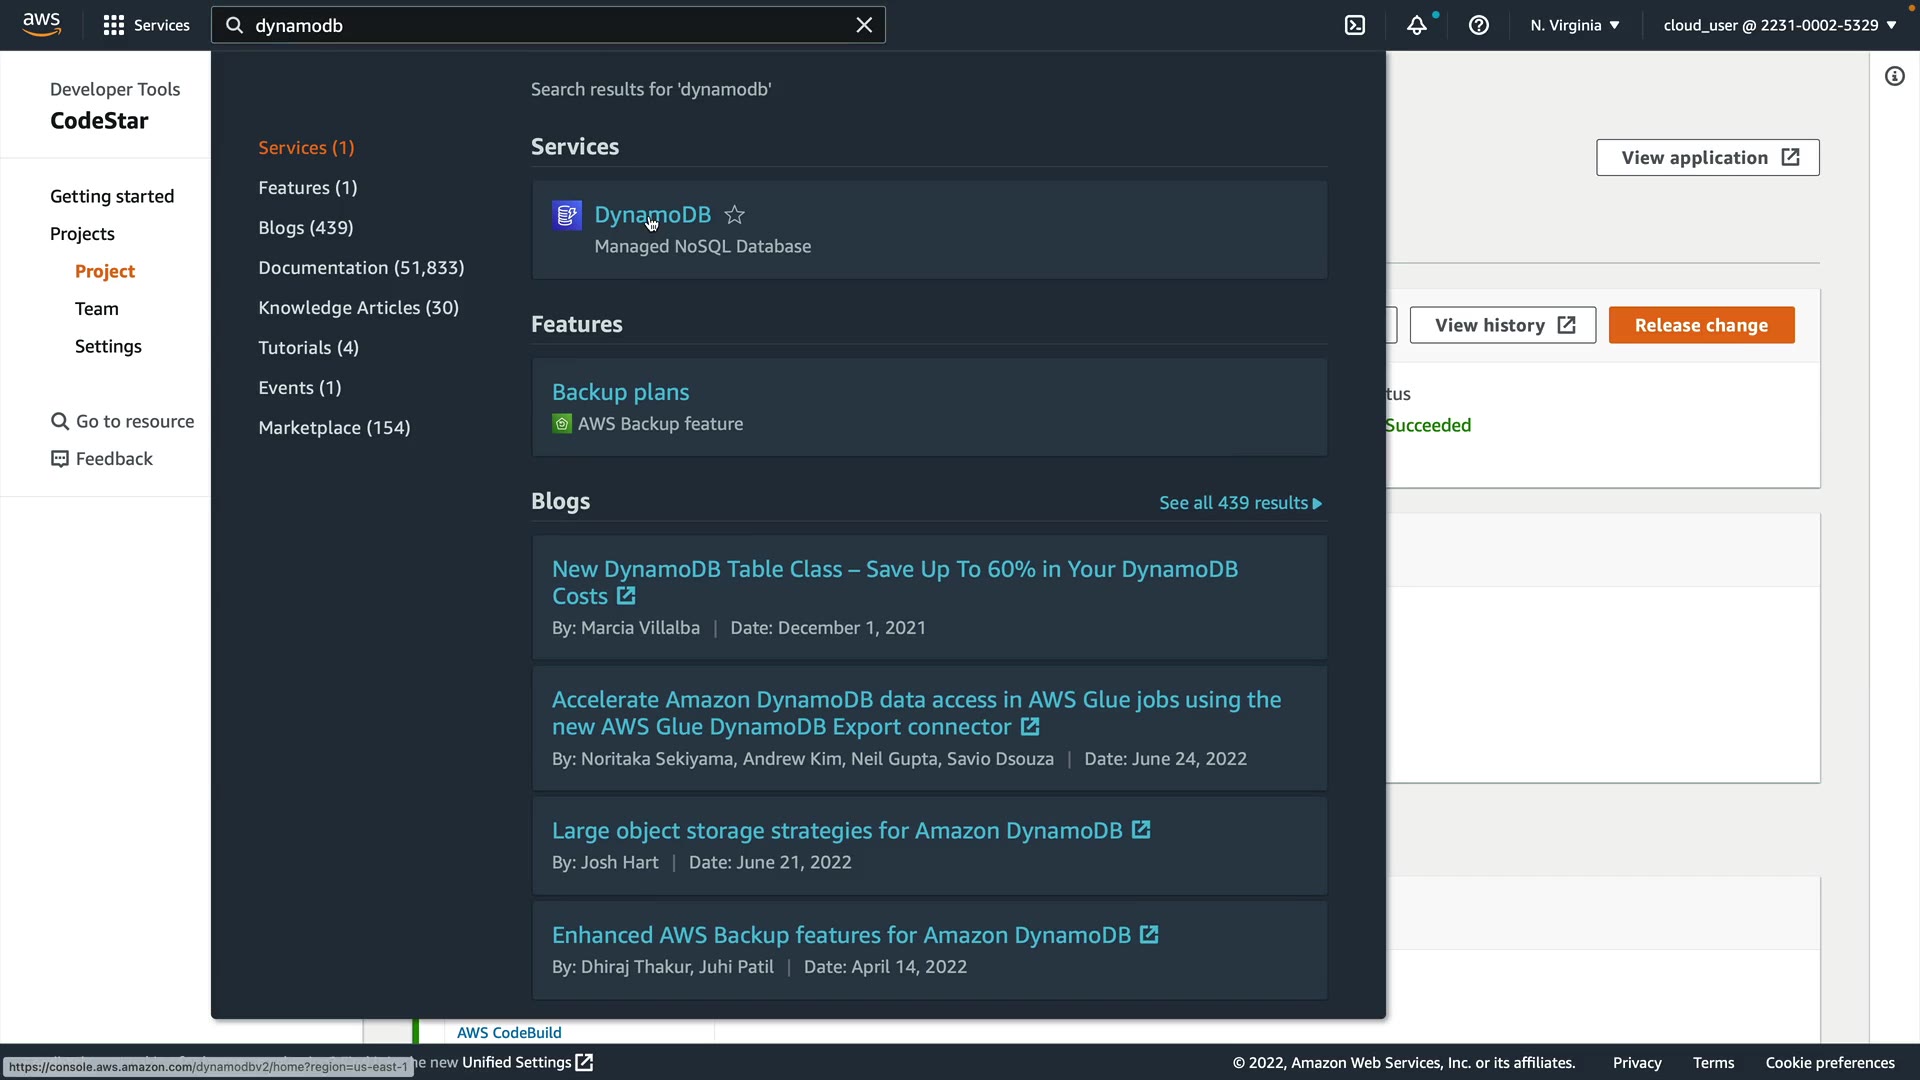 aws
Services
dynamodb
N. Virginia
cloud_user @ 2231-0002-5329
Developer Tools
CodeStar
Getting started
Projects
Project
Team
Settings
Go to resource
Feedback
Search results for 'dynamodb'
Services (1)
Features (1)
Blogs (439)
Documentation (51,833)
Knowledge Articles (30)
Tutorials (4)
Events (1)
Marketplace (154)
Services
DynamoDB
Managed NoSQL Database
Features
Backup plans
AWS Backup feature
Blogs
See all 439 results
New DynamoDB Table Class – Save Up To 60% in Your DynamoDB
Costs
By: Marcia Villalba | Date: December 1, 2021
Accelerate Amazon DynamoDB data access in AWS Glue jobs using the
new AWS Glue DynamoDB Export connector
By: Noritaka Sekiyama, Andrew Kim, Neil Gupta, Savio Dsouza | Date: June 24, 2022
Large object storage strategies for Amazon DynamoDB
By: Josh Hart | Date: June 21, 2022
Enhanced AWS Backup features for Amazon DynamoDB
By: Dhiraj Thakur, Juhi Patil | Date: April 14, 2022
View application
View history
Release change
tus
Succeeded
AWS CodeBuild
https://console.aws.amazon.com/dynamodbv2/home?region=us-east-1
he new Unified Settings
© 2022, Amazon Web Services, Inc. or its affiliates.
Privacy
Terms
Cookie preferences